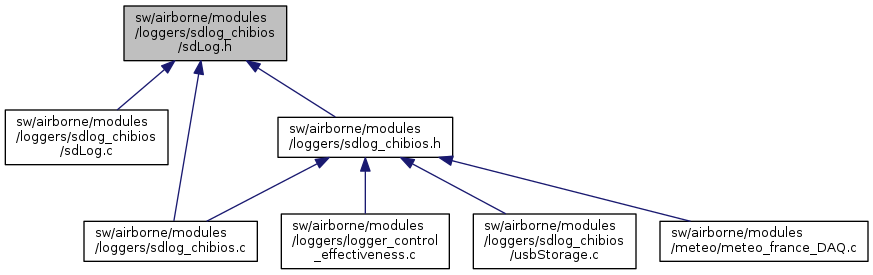 sw/airborne/modules
/loggers/sdlog_chibios
/sdLog.h
sw/airborne/modules
/loggers/sdlog_chibios
/sdLog.c
sw/airborne/modules
/loggers/sdlog_chibios.h
sw/airborne/modules
/loggers/sdlog_chibios.c
sw/airborne/modules
/loggers/logger_control
_effectiveness.c
sw/airborne/modules
/loggers/sdlog_chibios
/usbStorage.c
sw/airborne/modules
/meteo/meteo_france_DAQ.c